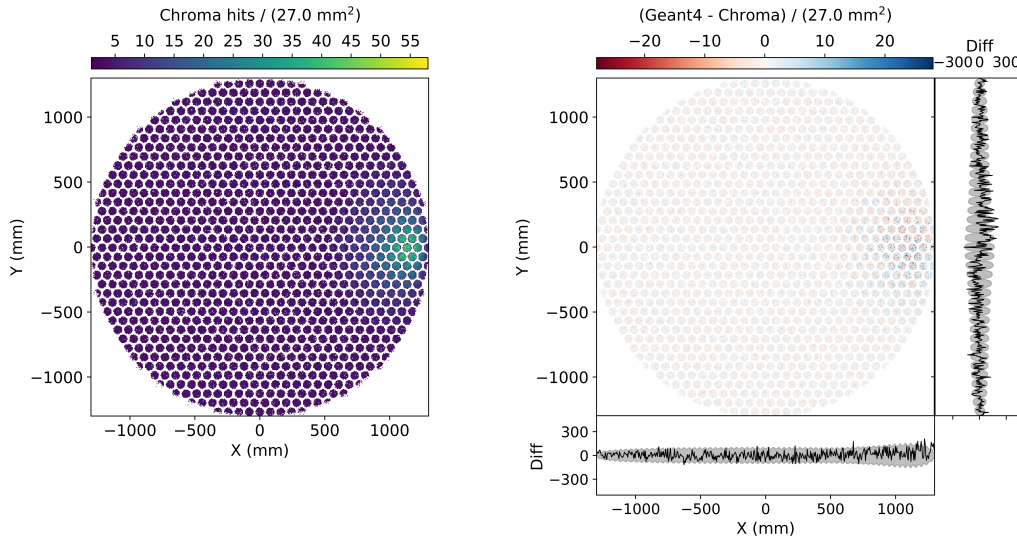 Chroma hits / (27.0 mm²)
5 10 15 20 25 30 35 40 45 50 55
1000
500
0
−500
−1000
Y (mm)
−1000 −500 0 500 1000
X (mm)
(Geant4 - Chroma) / (27.0 mm²)
−20 −10 0 10 20
Diff
−300 0 300
1000
500
0
−500
−1000
Y (mm)
300
0
−300
Diff
−1000 −500 0 500 1000
X (mm)